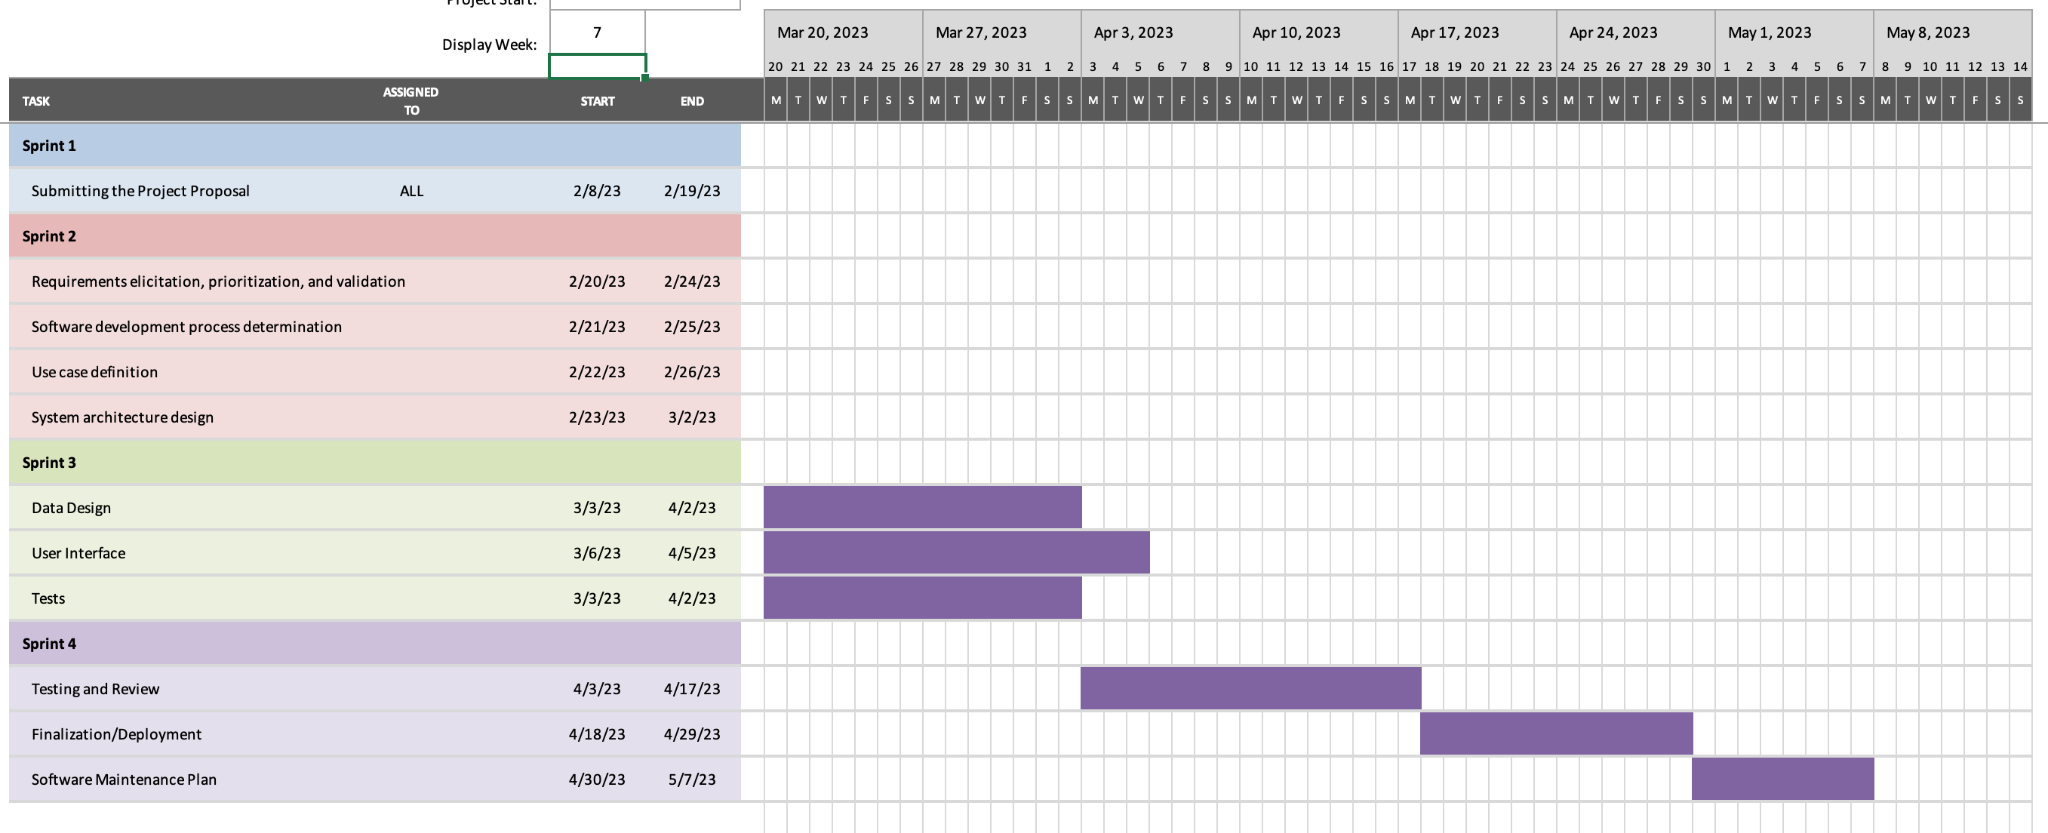 Project Start:
7
Display Week:
Mar 20, 2023 Mar 27, 2023 Apr 3, 2023 Apr 10, 2023 Apr 17, 2023 Apr 24, 2023 May 1, 2023 May 8, 2023
20 21 22 23 24 25 26 27 28 29 30 31 1 2 3 4 5 6 7 8 9 10 11 12 13 14 15 16 17 18 19 20 21 22 23 24 25 26 27 28 29 30 1 2 3 4 5 6 7 8 9 10 11 12 13 14
TASK ASSIGNED TO START END M T W T F S S M T W T F S S M T W T F S S M T W T F S S M T W T F S S M T W T F S S M T W T F S S M T W T F S S
Sprint 1
Submitting the Project Proposal ALL 2/8/23 2/19/23
Sprint 2
Requirements elicitation, prioritization, and validation 2/20/23 2/24/23
Software development process determination 2/21/23 2/25/23
Use case definition 2/22/23 2/26/23
System architecture design 2/23/23 3/2/23
Sprint 3
Data Design 3/3/23 4/2/23
User Interface 3/6/23 4/5/23
Tests 3/3/23 4/2/23
Sprint 4
Testing and Review 4/3/23 4/17/23
Finalization/Deployment 4/18/23 4/29/23
Software Maintenance Plan 4/30/23 5/7/23